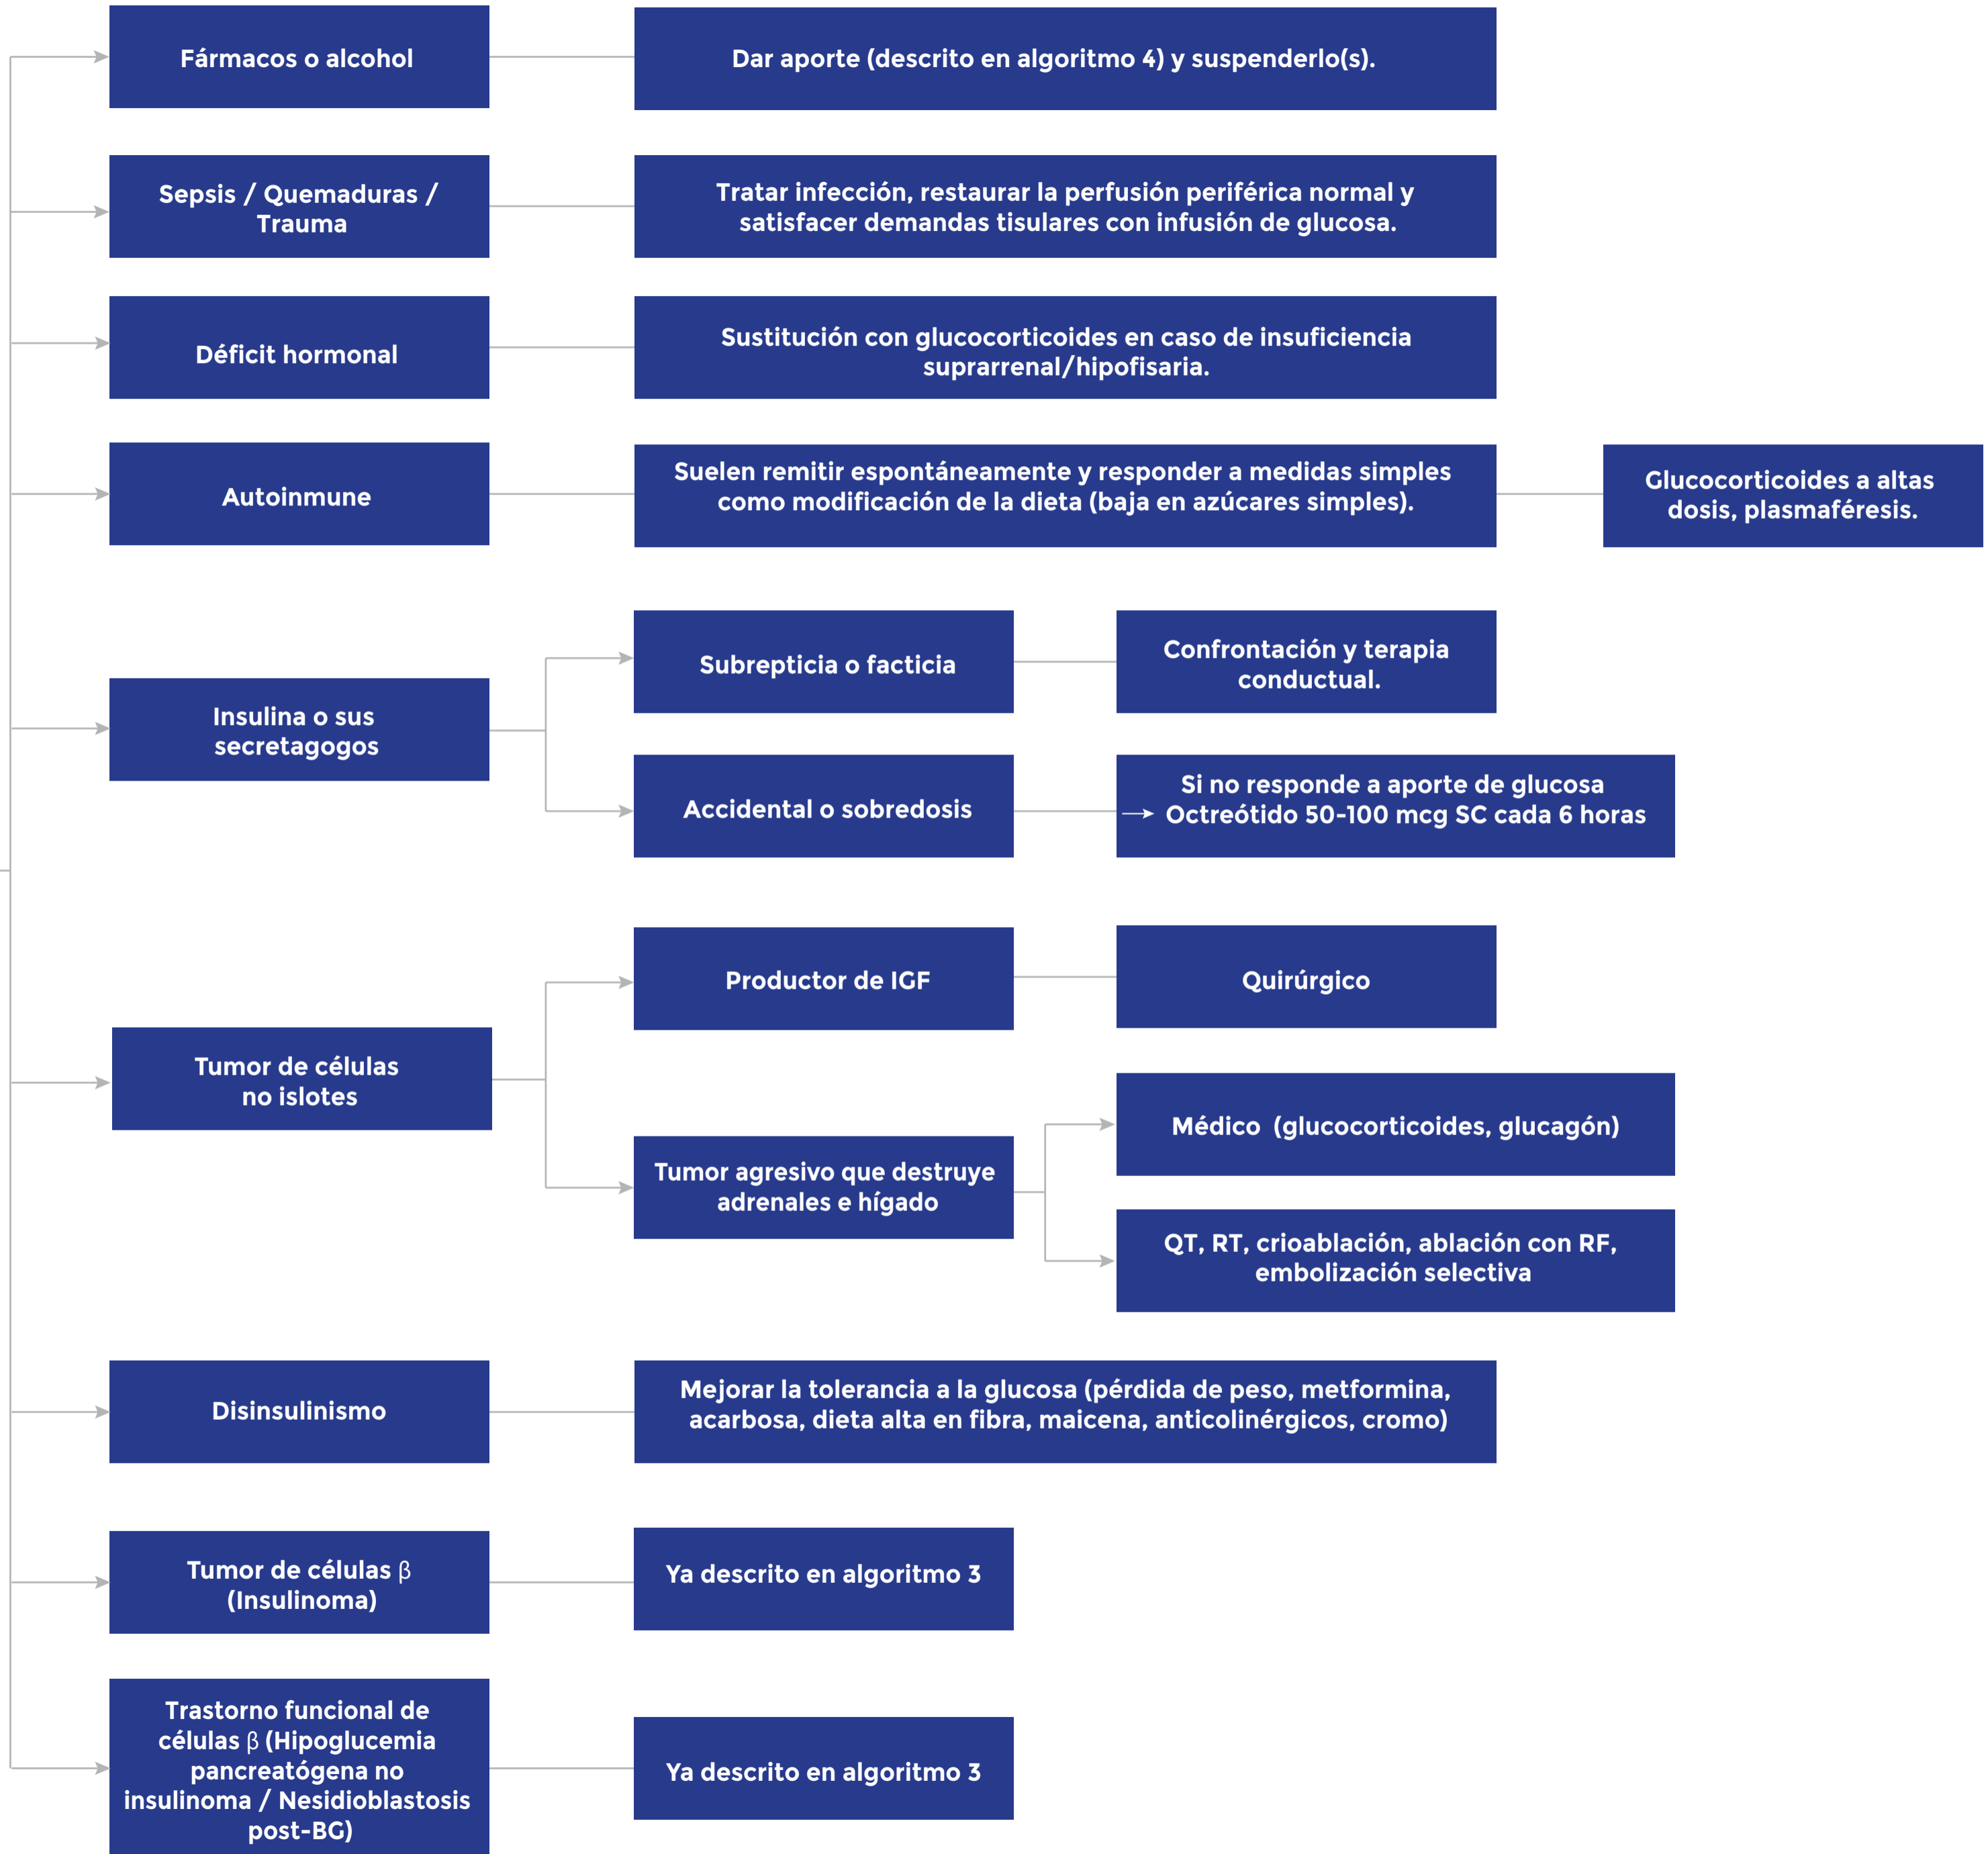 Fármacos o alcohol
Dar aporte (descrito en algoritmo 4) y suspenderlo(s).
Sepsis / Quemaduras /
Trauma
Tratar infección, restaurar la perfusión periférica normal y
satisfacer demandas tisulares con infusión de glucosa.
Déficit hormonal
Sustitución con glucocorticoides en caso de insuficiencia
suprarrenal/hipofisaria.
Autoinmune
Suelen remitir espontáneamente y responder a medidas simples
como modificación de la dieta (baja en azúcares simples).
Glucocorticoides a altas
dosis, plasmaféresis.
Insulina o sus
secretagogos
Subrepticia o facticia
Confrontación y terapia
conductual.
Accidental o sobredosis
Si no responde a aporte de glucosa
→ Octreótido 50-100 mcg SC cada 6 horas
Tumor de células
no islotes
Productor de IGF
Quirúrgico
Tumor agresivo que destruye
adrenales e hígado
Médico (glucocorticoides, glucagón)
QT, RT, crioablación, ablación con RF,
embolización selectiva
Disinsulinismo
Mejorar la tolerancia a la glucosa (pérdida de peso, metformina,
acarbosa, dieta alta en fibra, maicena, anticolinérgicos, cromo)
Tumor de células β
(Insulinoma)
Ya descrito en algoritmo 3
Trastorno funcional de
células β (Hipoglucemia
pancreatógena no
insulinoma / Nesidioblastosis
post-BG)
Ya descrito en algoritmo 3